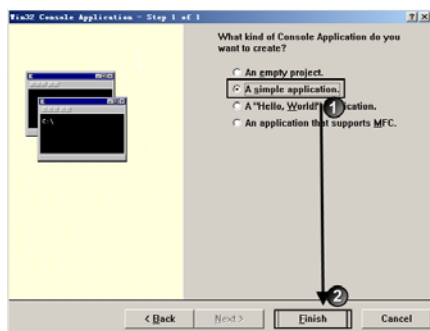 Win32 Console Application - Step 1 of 1
What kind of Console Application do you
want to create?
An empty project.
A simple application.
A "Hello, World!" ication.
An application that supports MFC.
C:\
1
2
< Back
Next >
Finish
Cancel